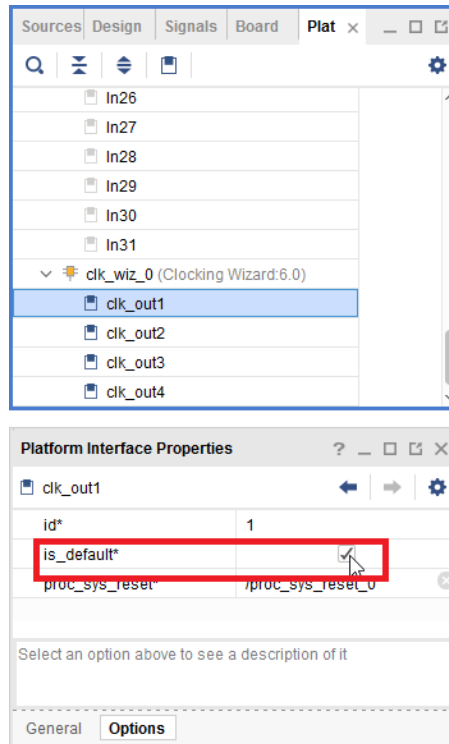 Sources Design Signals Board Plat
In26
In27
In28
In29
In30
In31
clk_wiz_0 (Clocking Wizard:6.0)
clk_out1
clk_out2
clk_out3
clk_out4
Platform Interface Properties ?
clk_out1
id* 1
is_default*
proc_sys_reset* /proc_sys_reset_0
Select an option above to see a description of it
General Options